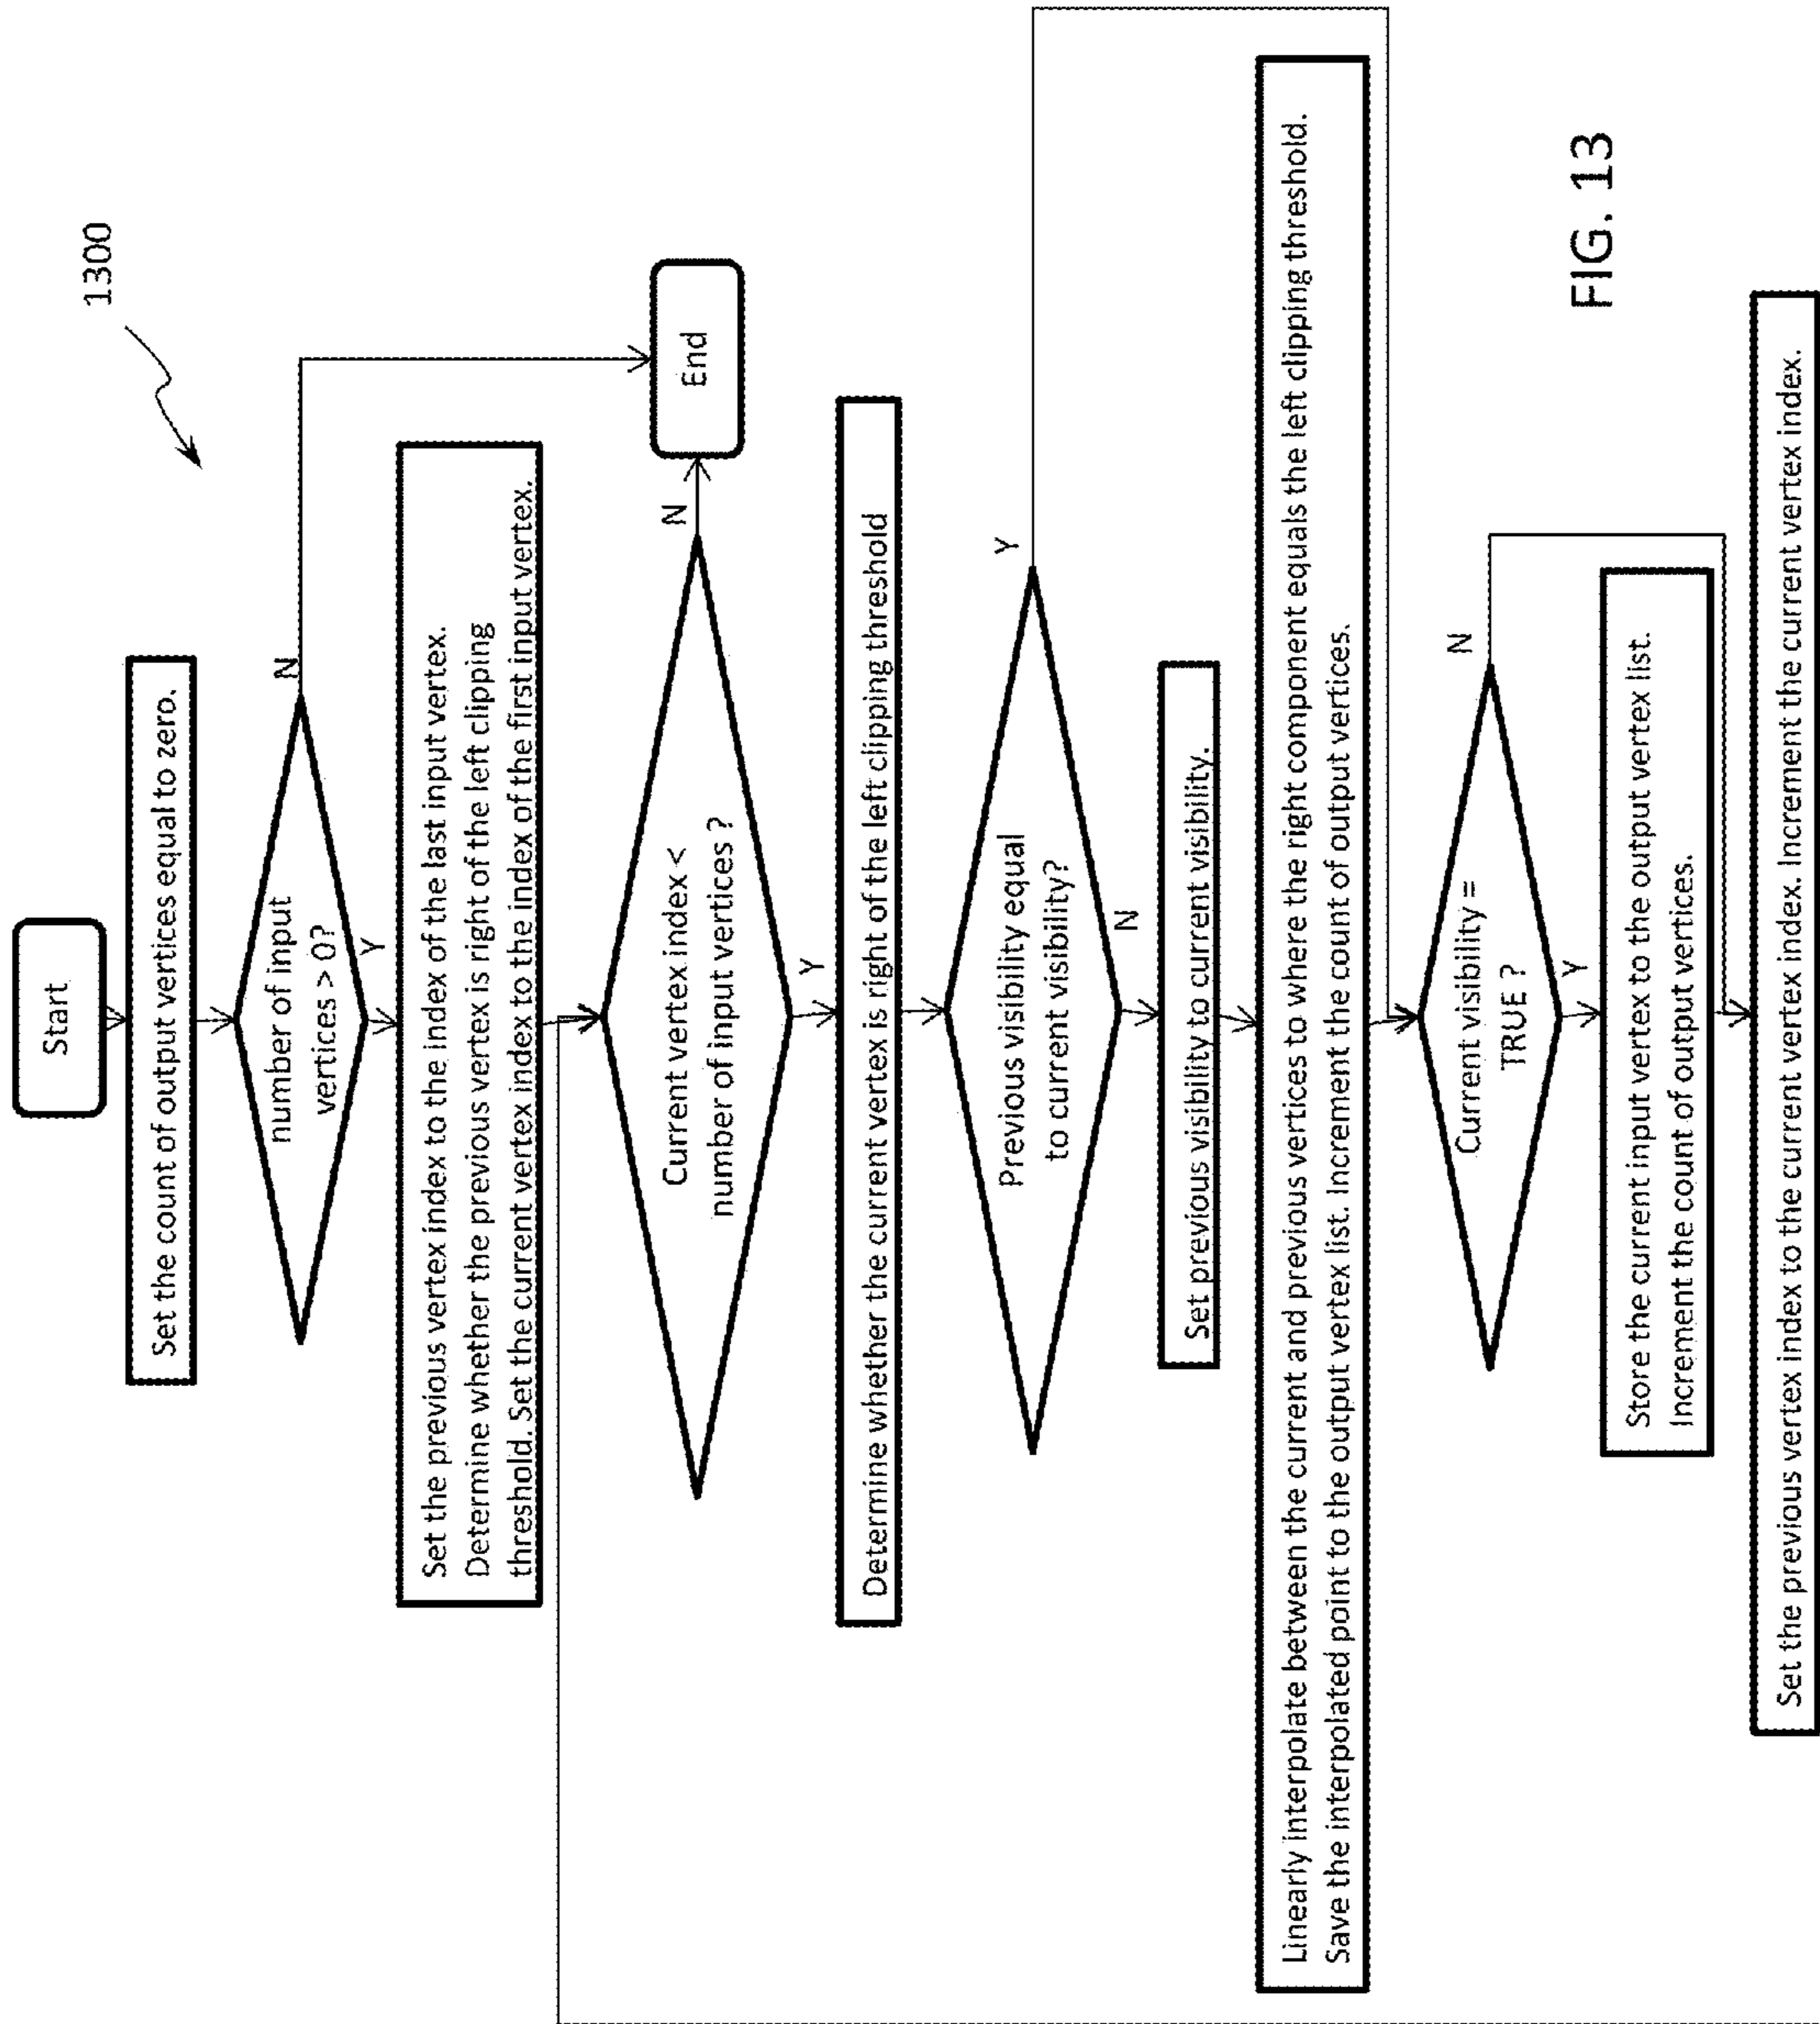 1300
Start
Set the count of output vertices equal to zero.
number of input
vertices > 0?
N
Y
Set the previous vertex index to the index of the last input vertex.
Determine whether the previous vertex is right of the left clipping
threshold. Set the current vertex index to the index of the first input vertex.
Current vertex index <
number of input vertices ?
N
End
Y
Determine whether the current vertex is right of the left clipping threshold
Previous visibility equal
to current visibility?
Y
N
Set previous visibility to current visibility.
Linearly interpolate between the current and previous vertices to where the right component equals the left clipping threshold.
Save the interpolated point to the output vertex list. Increment the count of output vertices.
Current visibility =
TRUE ?
N
Y
Store the current input vertex to the output vertex list.
Increment the count of output vertices.
Set the previous vertex index to the current vertex index. Increment the current vertex index.
FIG. 13